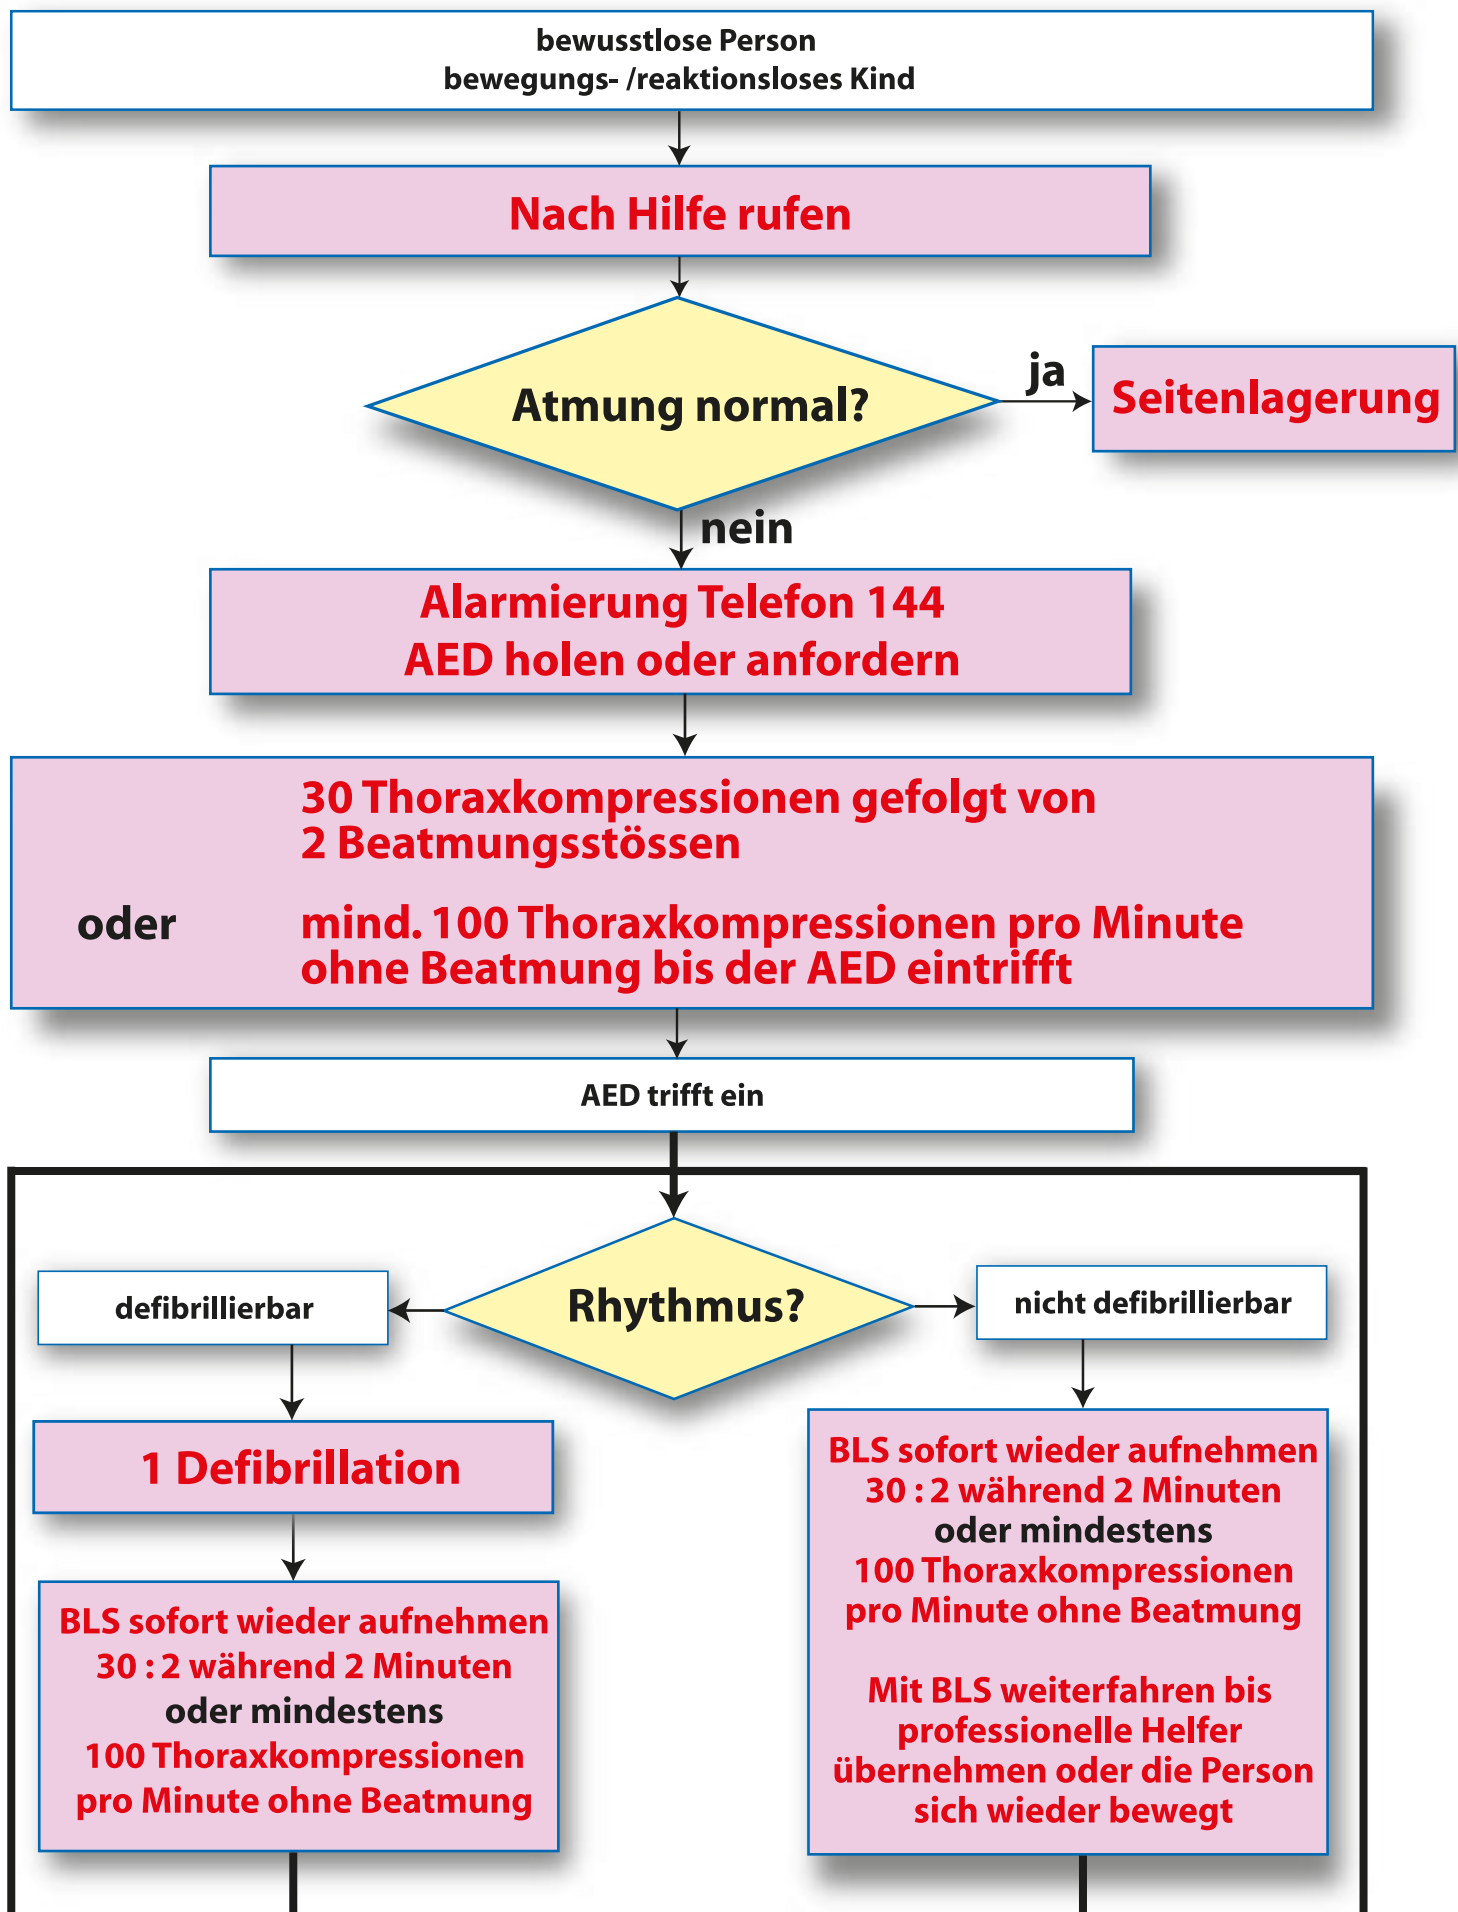 bewusstlose Person
bewegungs- /reaktionsloses Kind
Nach Hilfe rufen
Atmung normal?
ja
Seitenlagerung
nein
Alarmierung Telefon 144
AED holen oder anfordern
30 Thoraxkompressionen gefolgt von
2 Beatmungsstössen
oder
mind. 100 Thoraxkompressionen pro Minute
ohne Beatmung bis der AED eintrifft
AED trifft ein
Rhythmus?
defibrillierbar
1 Defibrillation
BLS sofort wieder aufnehmen
30 : 2 während 2 Minuten
oder mindestens
100 Thoraxkompressionen
pro Minute ohne Beatmung
nicht defibrillierbar
BLS sofort wieder aufnehmen
30 : 2 während 2 Minuten
oder mindestens
100 Thoraxkompressionen
pro Minute ohne Beatmung
Mit BLS weiterfahren bis
professionelle Helfer
übernehmen oder die Person
sich wieder bewegt